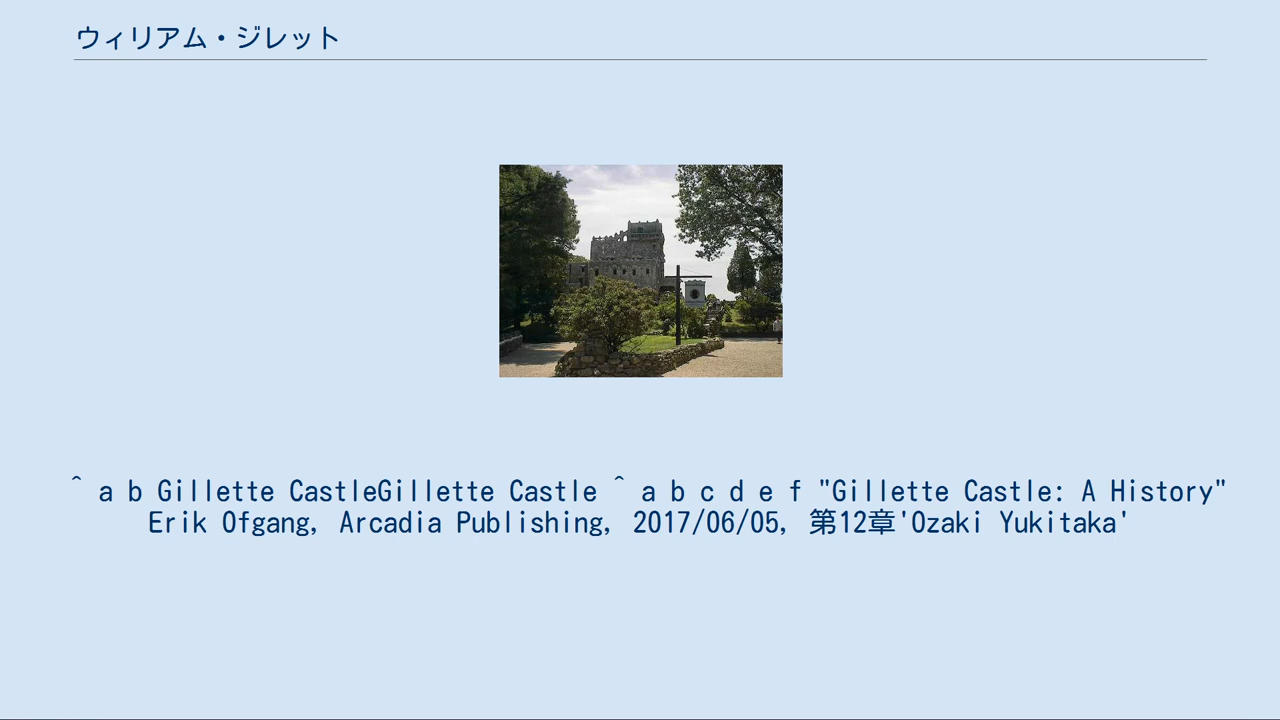 ウィリアム・ジレット
^ a b Gillette CastleGillette Castle ^ a b c d e f "Gillette Castle: A History"
Erik Ofgang, Arcadia Publishing, 2017/06/05, 第12章'Ozaki Yukitaka'